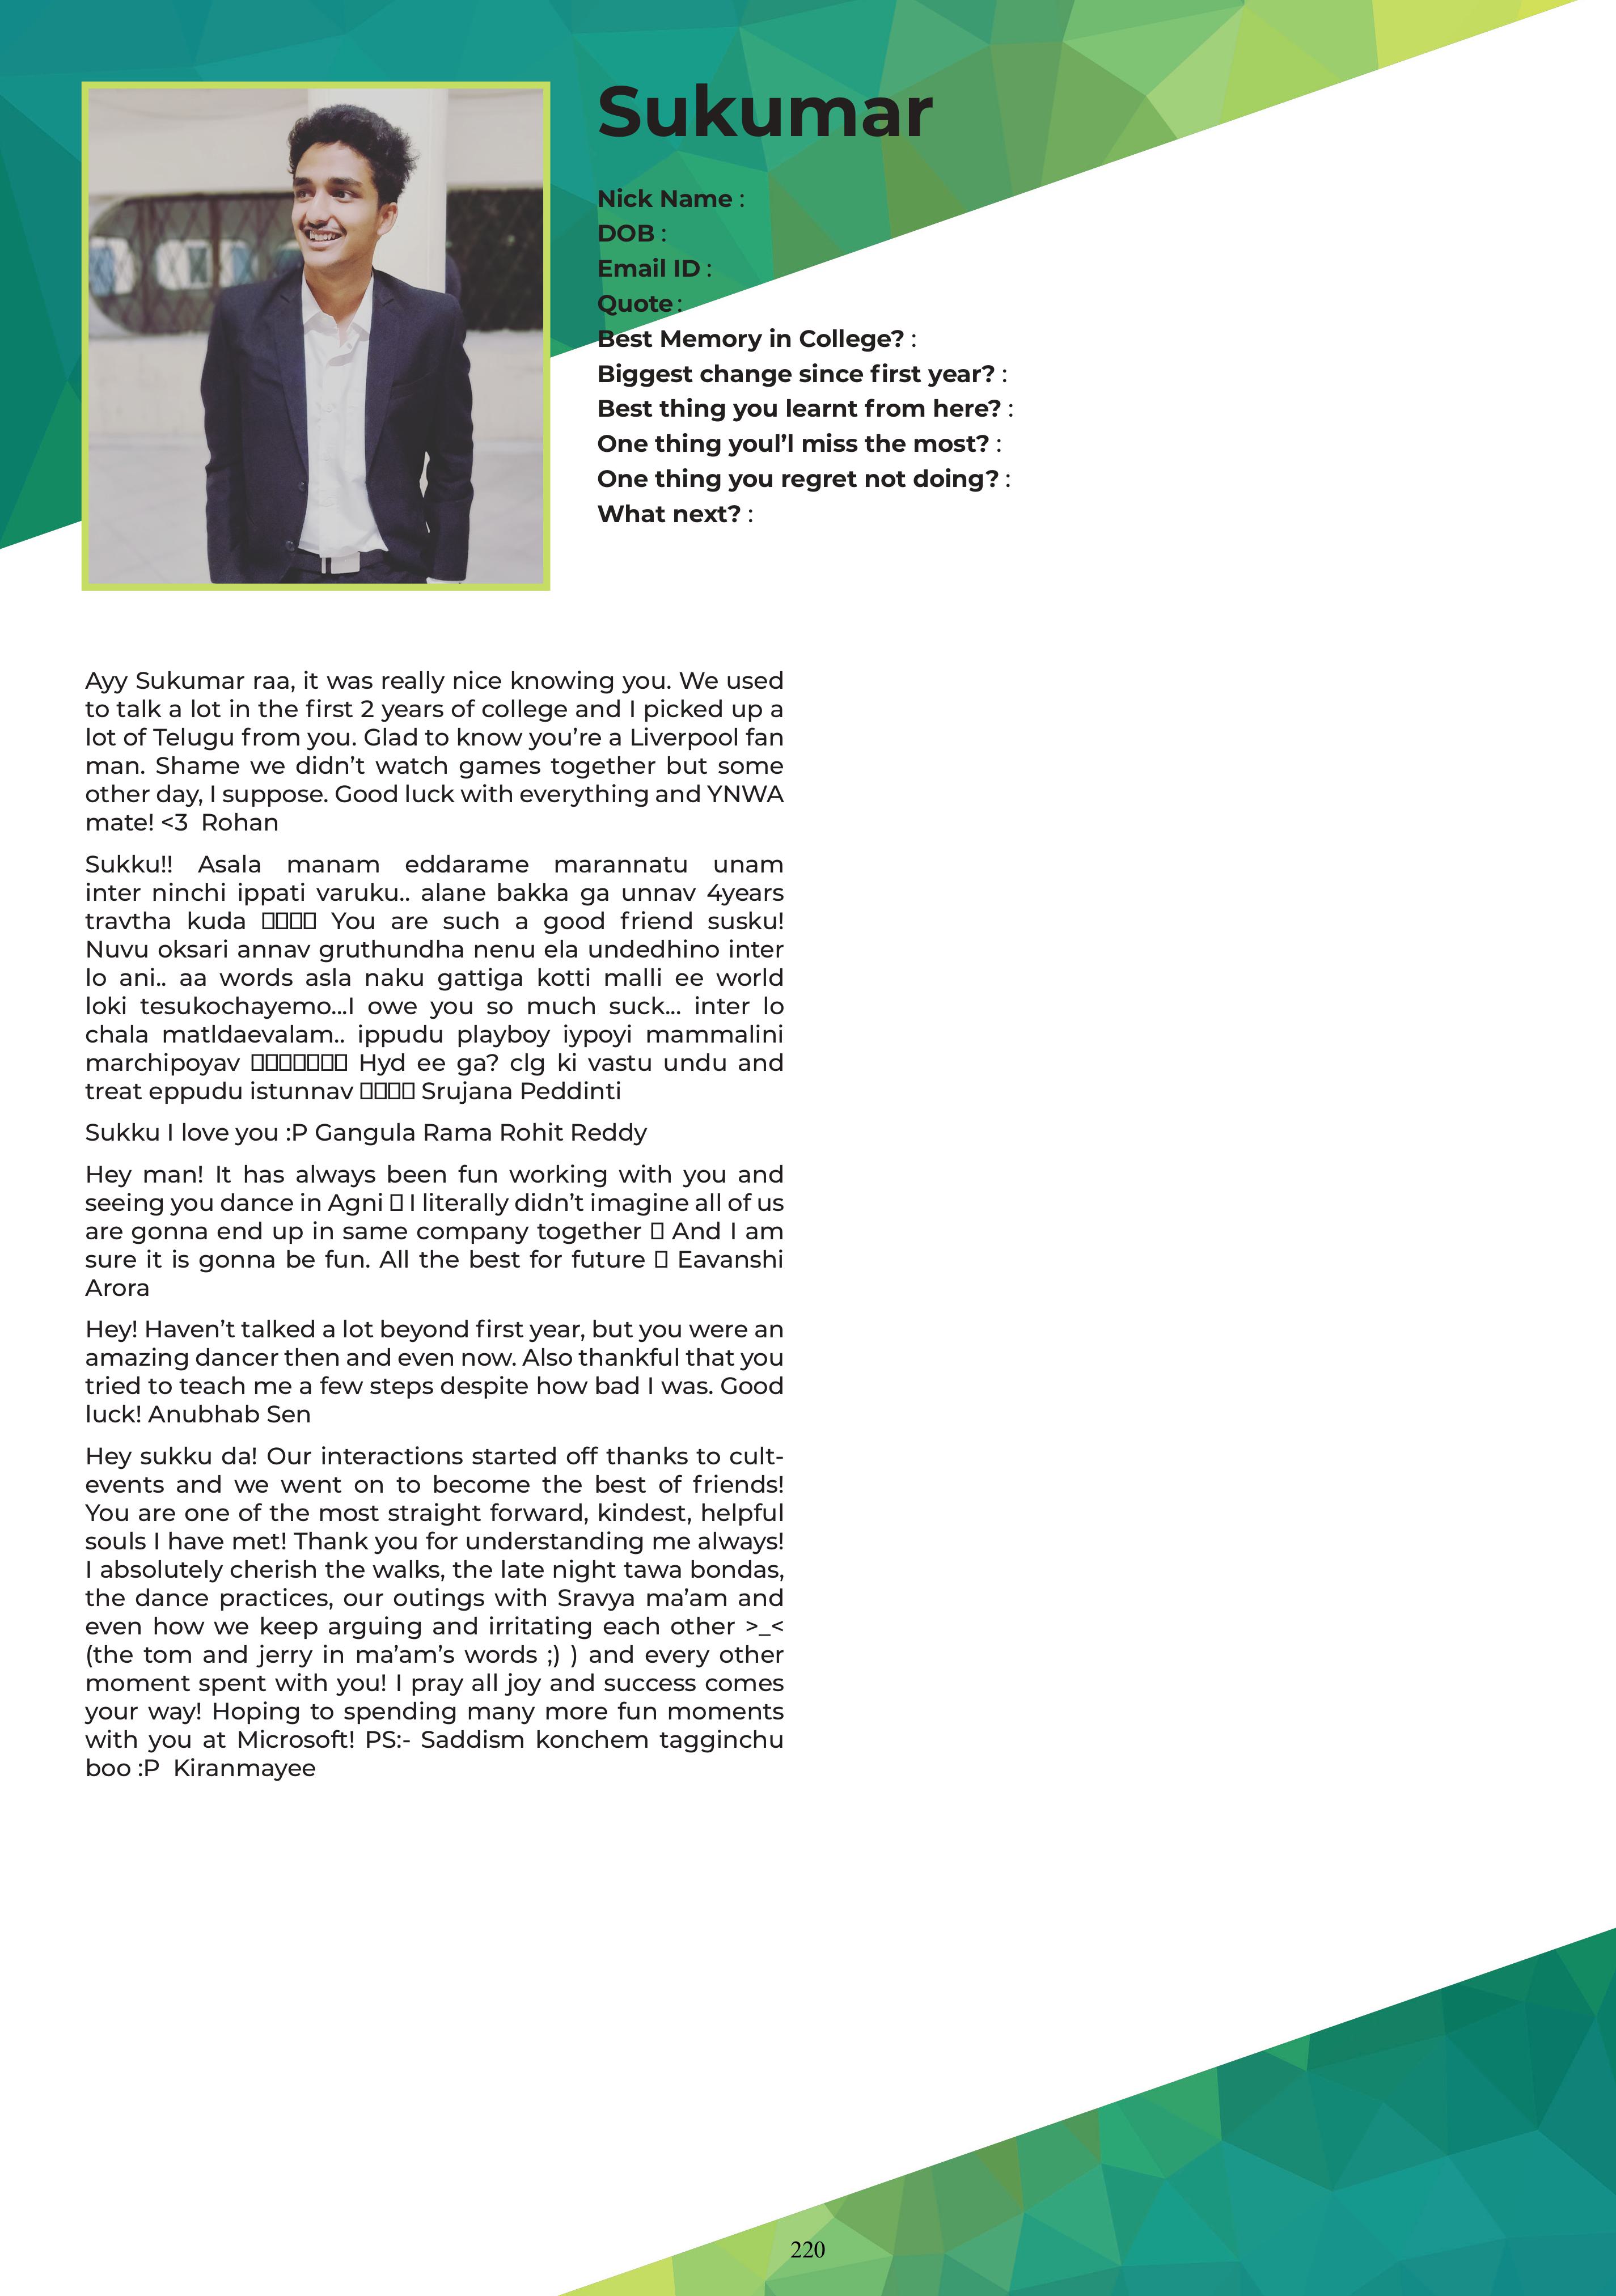 Sukumar
Nick Name :
DOB :
Email ID :
Quote :
Best Memory in College? :
Biggest change since first year? :
Best thing you learnt from here? :
One thing youl’l miss the most? :
One thing you regret not doing? :
What next? :
Ayy Sukumar raa, it was really nice knowing you. We used
to talk a lot in the first 2 years of college and I picked up a
lot of Telugu from you. Glad to know you’re a Liverpool fan
man. Shame we didn’t watch games together but some
other day, I suppose. Good luck with everything and YNWA
mate! <3 Rohan
Sukku!! Asala manam eddarame marannatu unam
inter ninchi ippati varuku.. alane bakka ga unnav 4years
travtha kuda □□□□ You are such a good friend susku!
Nuvu oksari annav gruthundha nenu ela undedhino inter
lo ani.. aa words asla naku gattiga kotti malli ee world
loki tesukochayemo...I owe you so much suck... inter lo
chala matldaevalam.. ippudu playboy iypoyi mammalini
marchipoyav □□□□□□□ Hyd ee ga? clg ki vastu undu and
treat eppudu istunnav □□□□ Srujana Peddinti
Sukku I love you :P Gangula Rama Rohit Reddy
Hey man! It has always been fun working with you and
seeing you dance in Agni □ I literally didn’t imagine all of us
are gonna end up in same company together □ And I am
sure it is gonna be fun. All the best for future □ Eavanshi
Arora
Hey! Haven’t talked a lot beyond first year, but you were an
amazing dancer then and even now. Also thankful that you
tried to teach me a few steps despite how bad I was. Good
luck! Anubhab Sen
Hey sukku da! Our interactions started off thanks to cult-
events and we went on to become the best of friends!
You are one of the most straight forward, kindest, helpful
souls I have met! Thank you for understanding me always!
I absolutely cherish the walks, the late night tawa bondas,
the dance practices, our outings with Sravya ma’am and
even how we keep arguing and irritating each other >_<
(the tom and jerry in ma’am’s words ;) ) and every other
moment spent with you! I pray all joy and success comes
your way! Hoping to spending many more fun moments
with you at Microsoft! PS:- Saddism konchem tagginchu
boo :P Kiranmayee
220